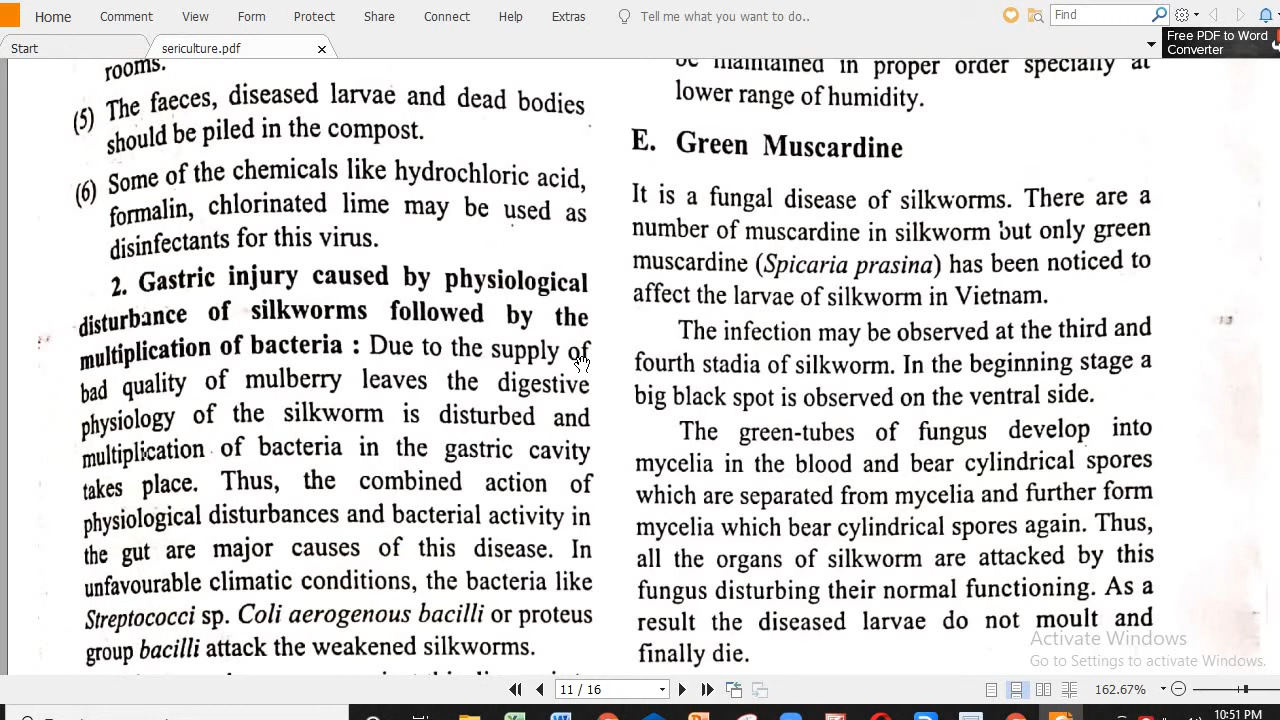 Home Comment View Form Protect Share Connect Help Extras Tell me what you want to do.. Find
Start sericulture.pdf
Free PDF to Word
Converter
rooms.
(5) The faeces, diseased larvae and dead bodies
should be piled in the compost.
(6) Some of the chemicals like hydrochloric acid,
formalin, chlorinated lime may be used as
disinfectants for this virus.
2. Gastric injury caused by physiological
disturbance of silkworms followed by the
multiplication of bacteria : Due to the supply of
bad quality of mulberry leaves the digestive
physiology of the silkworm is disturbed and
multiplication of bacteria in the gastric cavity
takes place. Thus, the combined action of
physiological disturbances and bacterial activity in
the gut are major causes of this disease. In
unfavourable climatic conditions, the bacteria like
Streptococci sp. Coli aerogenous bacilli or proteus
group bacilli attack the weakened silkworms.
be maintained in proper order specially at
lower range of humidity.
E. Green Muscardine
It is a fungal disease of silkworms. There are a
number of muscardine in silkworm but only green
muscardine (Spicaria prasina) has been noticed to
affect the larvae of silkworm in Vietnam.
The infection may be observed at the third and
fourth stadia of silkworm. In the beginning stage a
big black spot is observed on the ventral side.
The green-tubes of fungus develop into
mycelia in the blood and bear cylindrical spores
which are separated from mycelia and further form
mycelia which bear cylindrical spores again. Thus,
all the organs of silkworm are attacked by this
fungus disturbing their normal functioning. As a
result the diseased larvae do not moult and
finally die.
Activate Windows
Go to Settings to activate Windows.
11 / 16
162.67%
10:51 PM